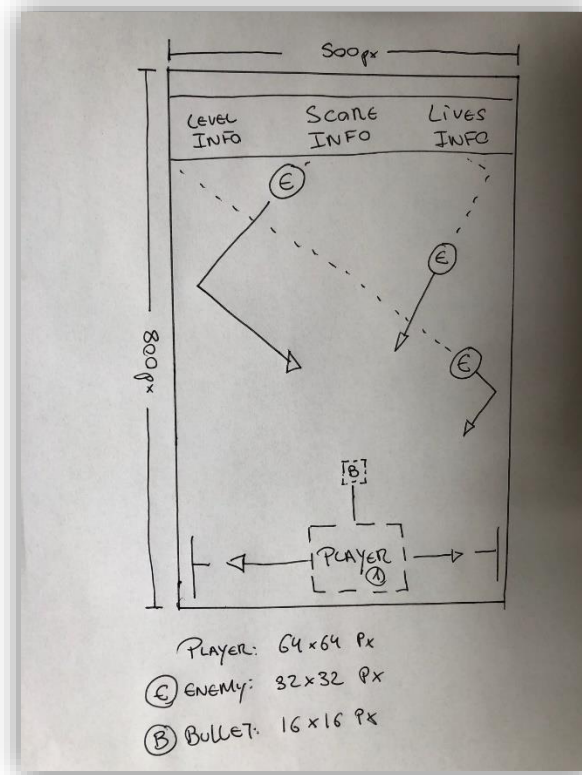 500px
LEVEL INFO
SCORE INFO
LIVES INFO
E
E
E
800px
B
PLAYER
1
PLAYER: 64x64 Px
E ENEMY: 32x32 Px
B BULLET: 16x16 Px